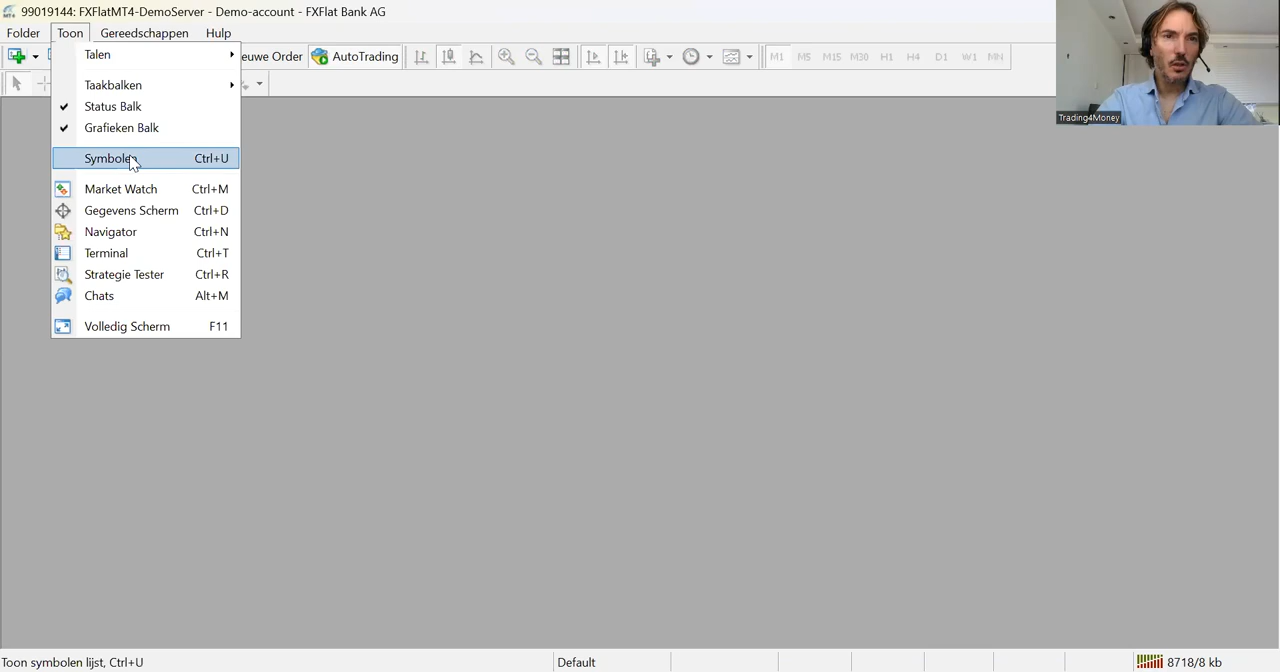 99019144: FXFlatMT4-DemoServer - Demo-account - FXFlat Bank AG
Folder Toon Gereedschappen Hulp
euwe Order AutoTrading M1 M5 M15 M30 H1 H4 D1 W1 MN
Talen
Taakbalken
Status Balk
Grafieken Balk
Symbolen Ctrl+U
Market Watch Ctrl+M
Gegevens Scherm Ctrl+D
Navigator Ctrl+N
Terminal Ctrl+T
Strategie Tester Ctrl+R
Chats Alt+M
Volledig Scherm F11
Trading4Money
Toon symbolen lijst, Ctrl+U Default 8718/8 kb